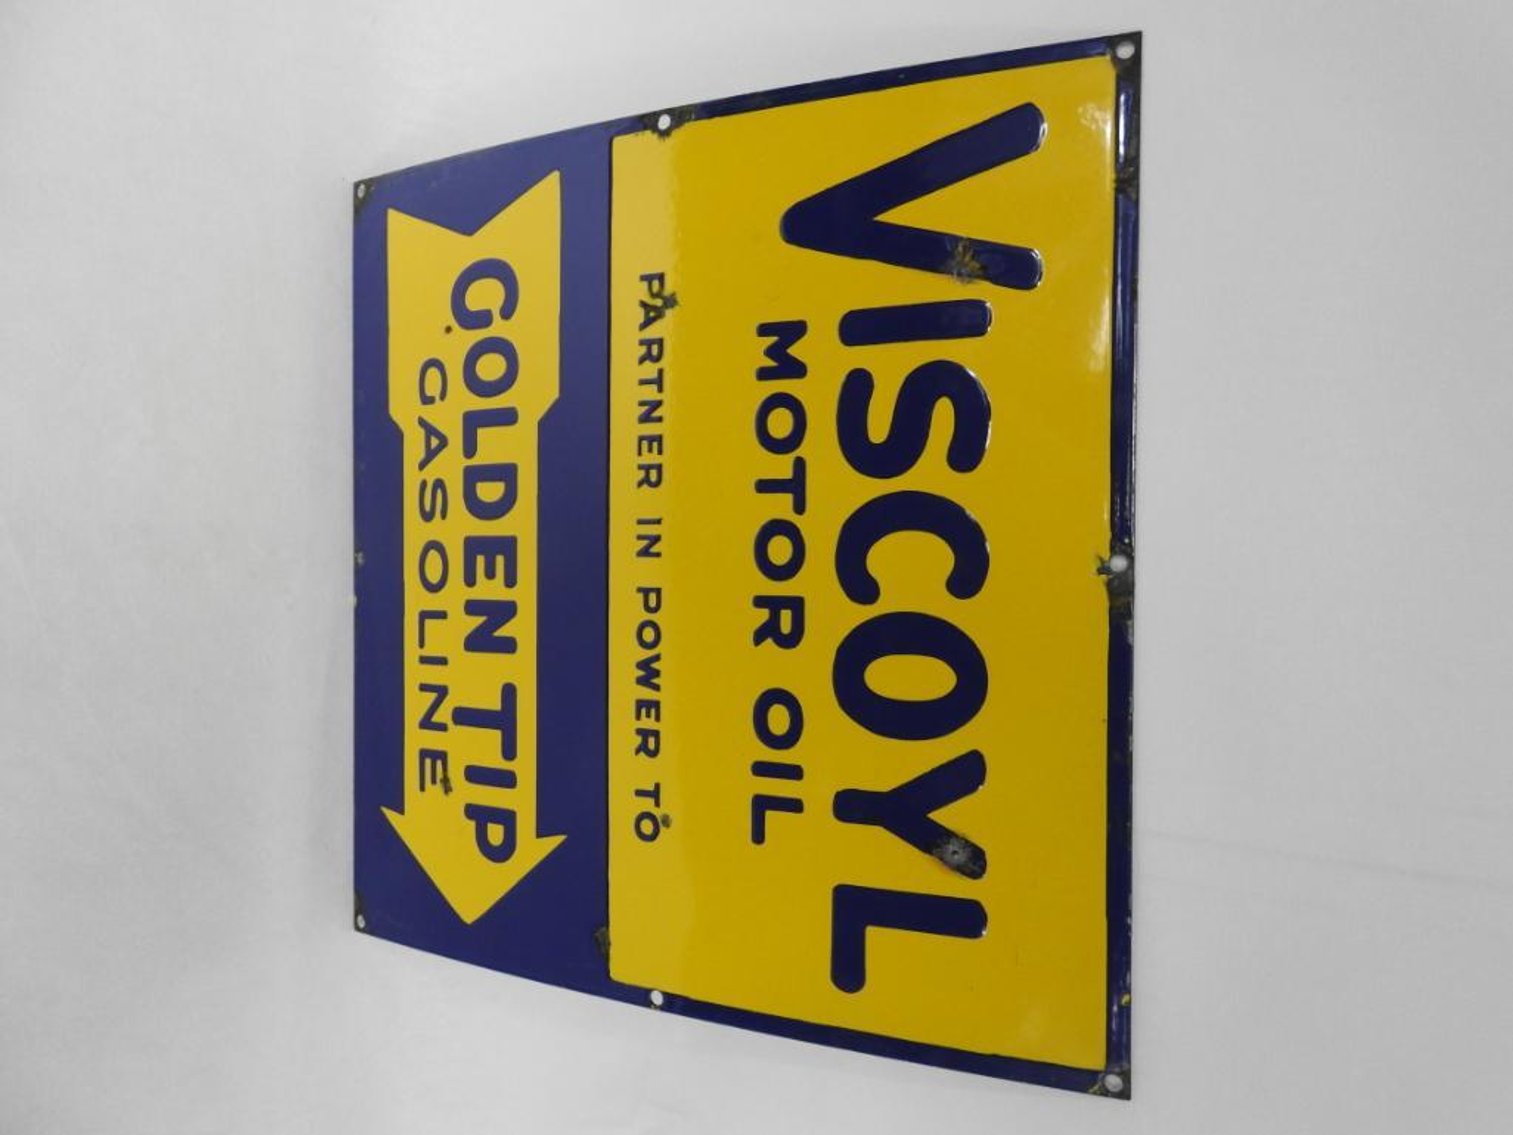 VISCOYL
MOTOR OIL
PARTNER IN POWER TO
GOLDEN TIP
GASOLINE